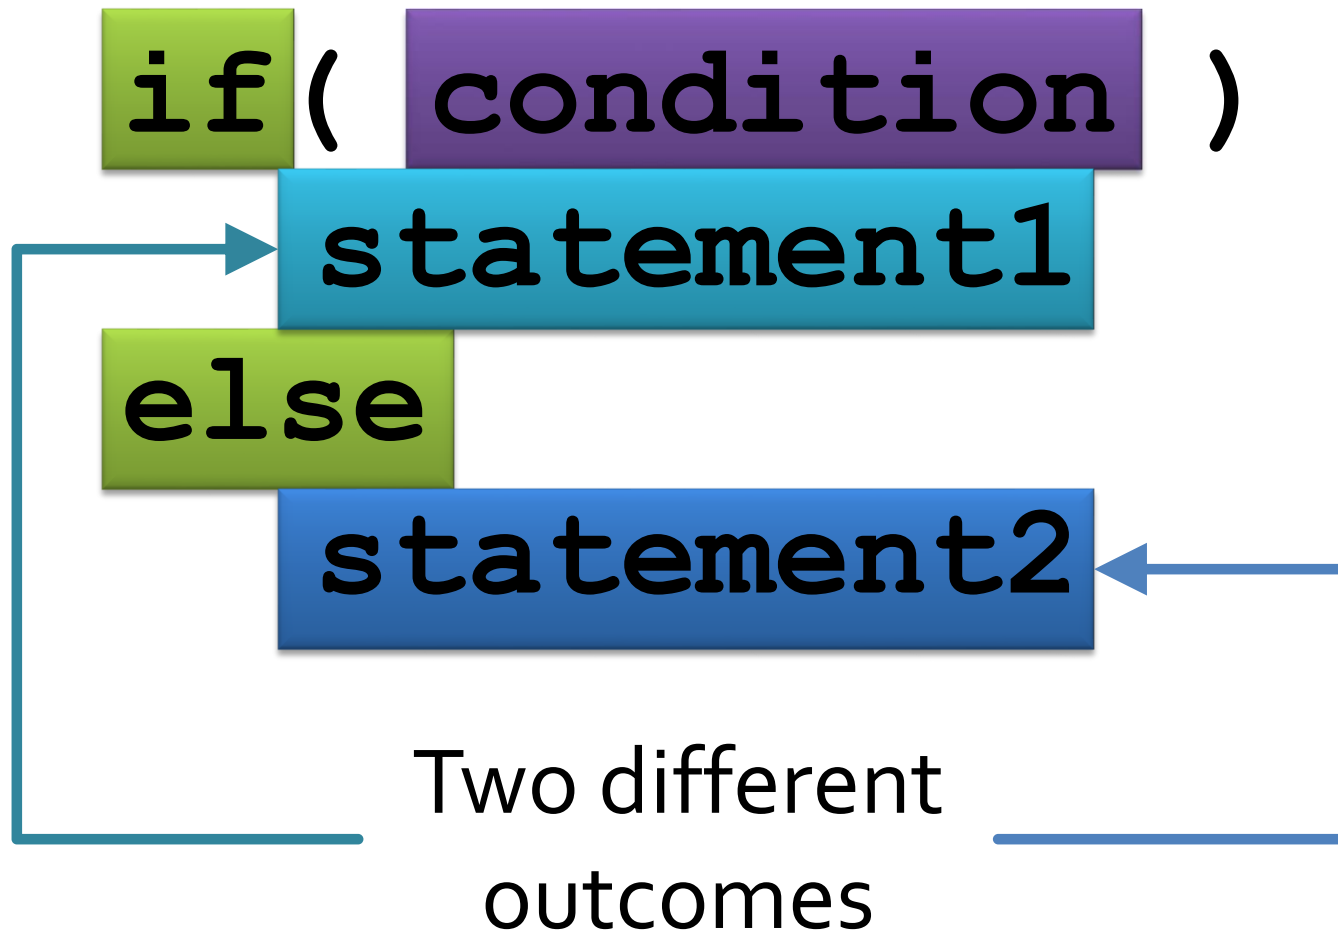 if( condition )
statement1
else
statement2
Two different
outcomes